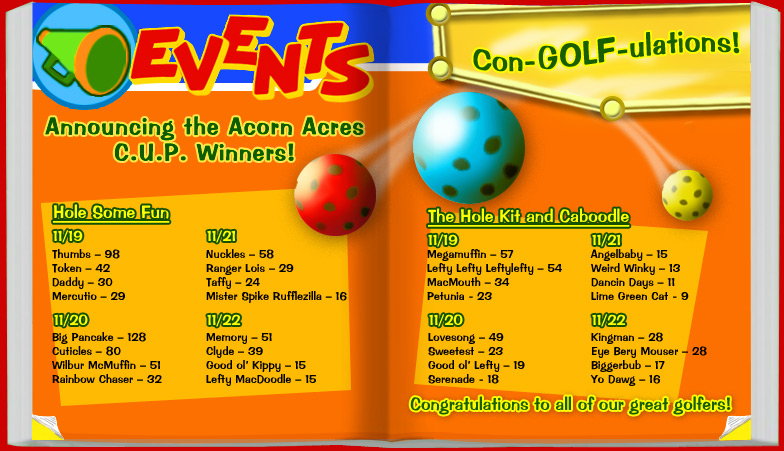 EVENTS
Announcing the Acorn Acres
C.U.P. Winners!
Hole Some Fun
11/19
Thumbs – 98
Token – 42
Daddy – 30
Mercutio – 29
11/20
Big Pancake – 128
Cuticles – 80
Wilbur McMuffin – 51
Rainbow Chaser – 32
11/21
Nuckles – 58
Ranger Lois – 29
Taffy – 24
Mister Spike Rufflezilla – 16
11/22
Memory – 51
Clyde – 39
Good ol' Kippy – 15
Lefty MacDoodle – 15
Con-GOLF-ulations!
The Hole Kit and Caboodle
11/19
Megamuffin – 57
Lefty Lefty Leftylefty – 54
MacMouth – 34
Petunia - 23
11/20
Lovesong – 49
Sweetest – 23
Good ol' Lefty – 19
Serenade - 18
11/21
Angelbaby – 15
Weird Winky – 13
Dancin Days – 11
Lime Green Cat - 9
11/22
Kingman – 28
Eye Bery Mouser – 28
Biggerbub – 17
Yo Dawg – 16
Congratulations to all of our great golfers!